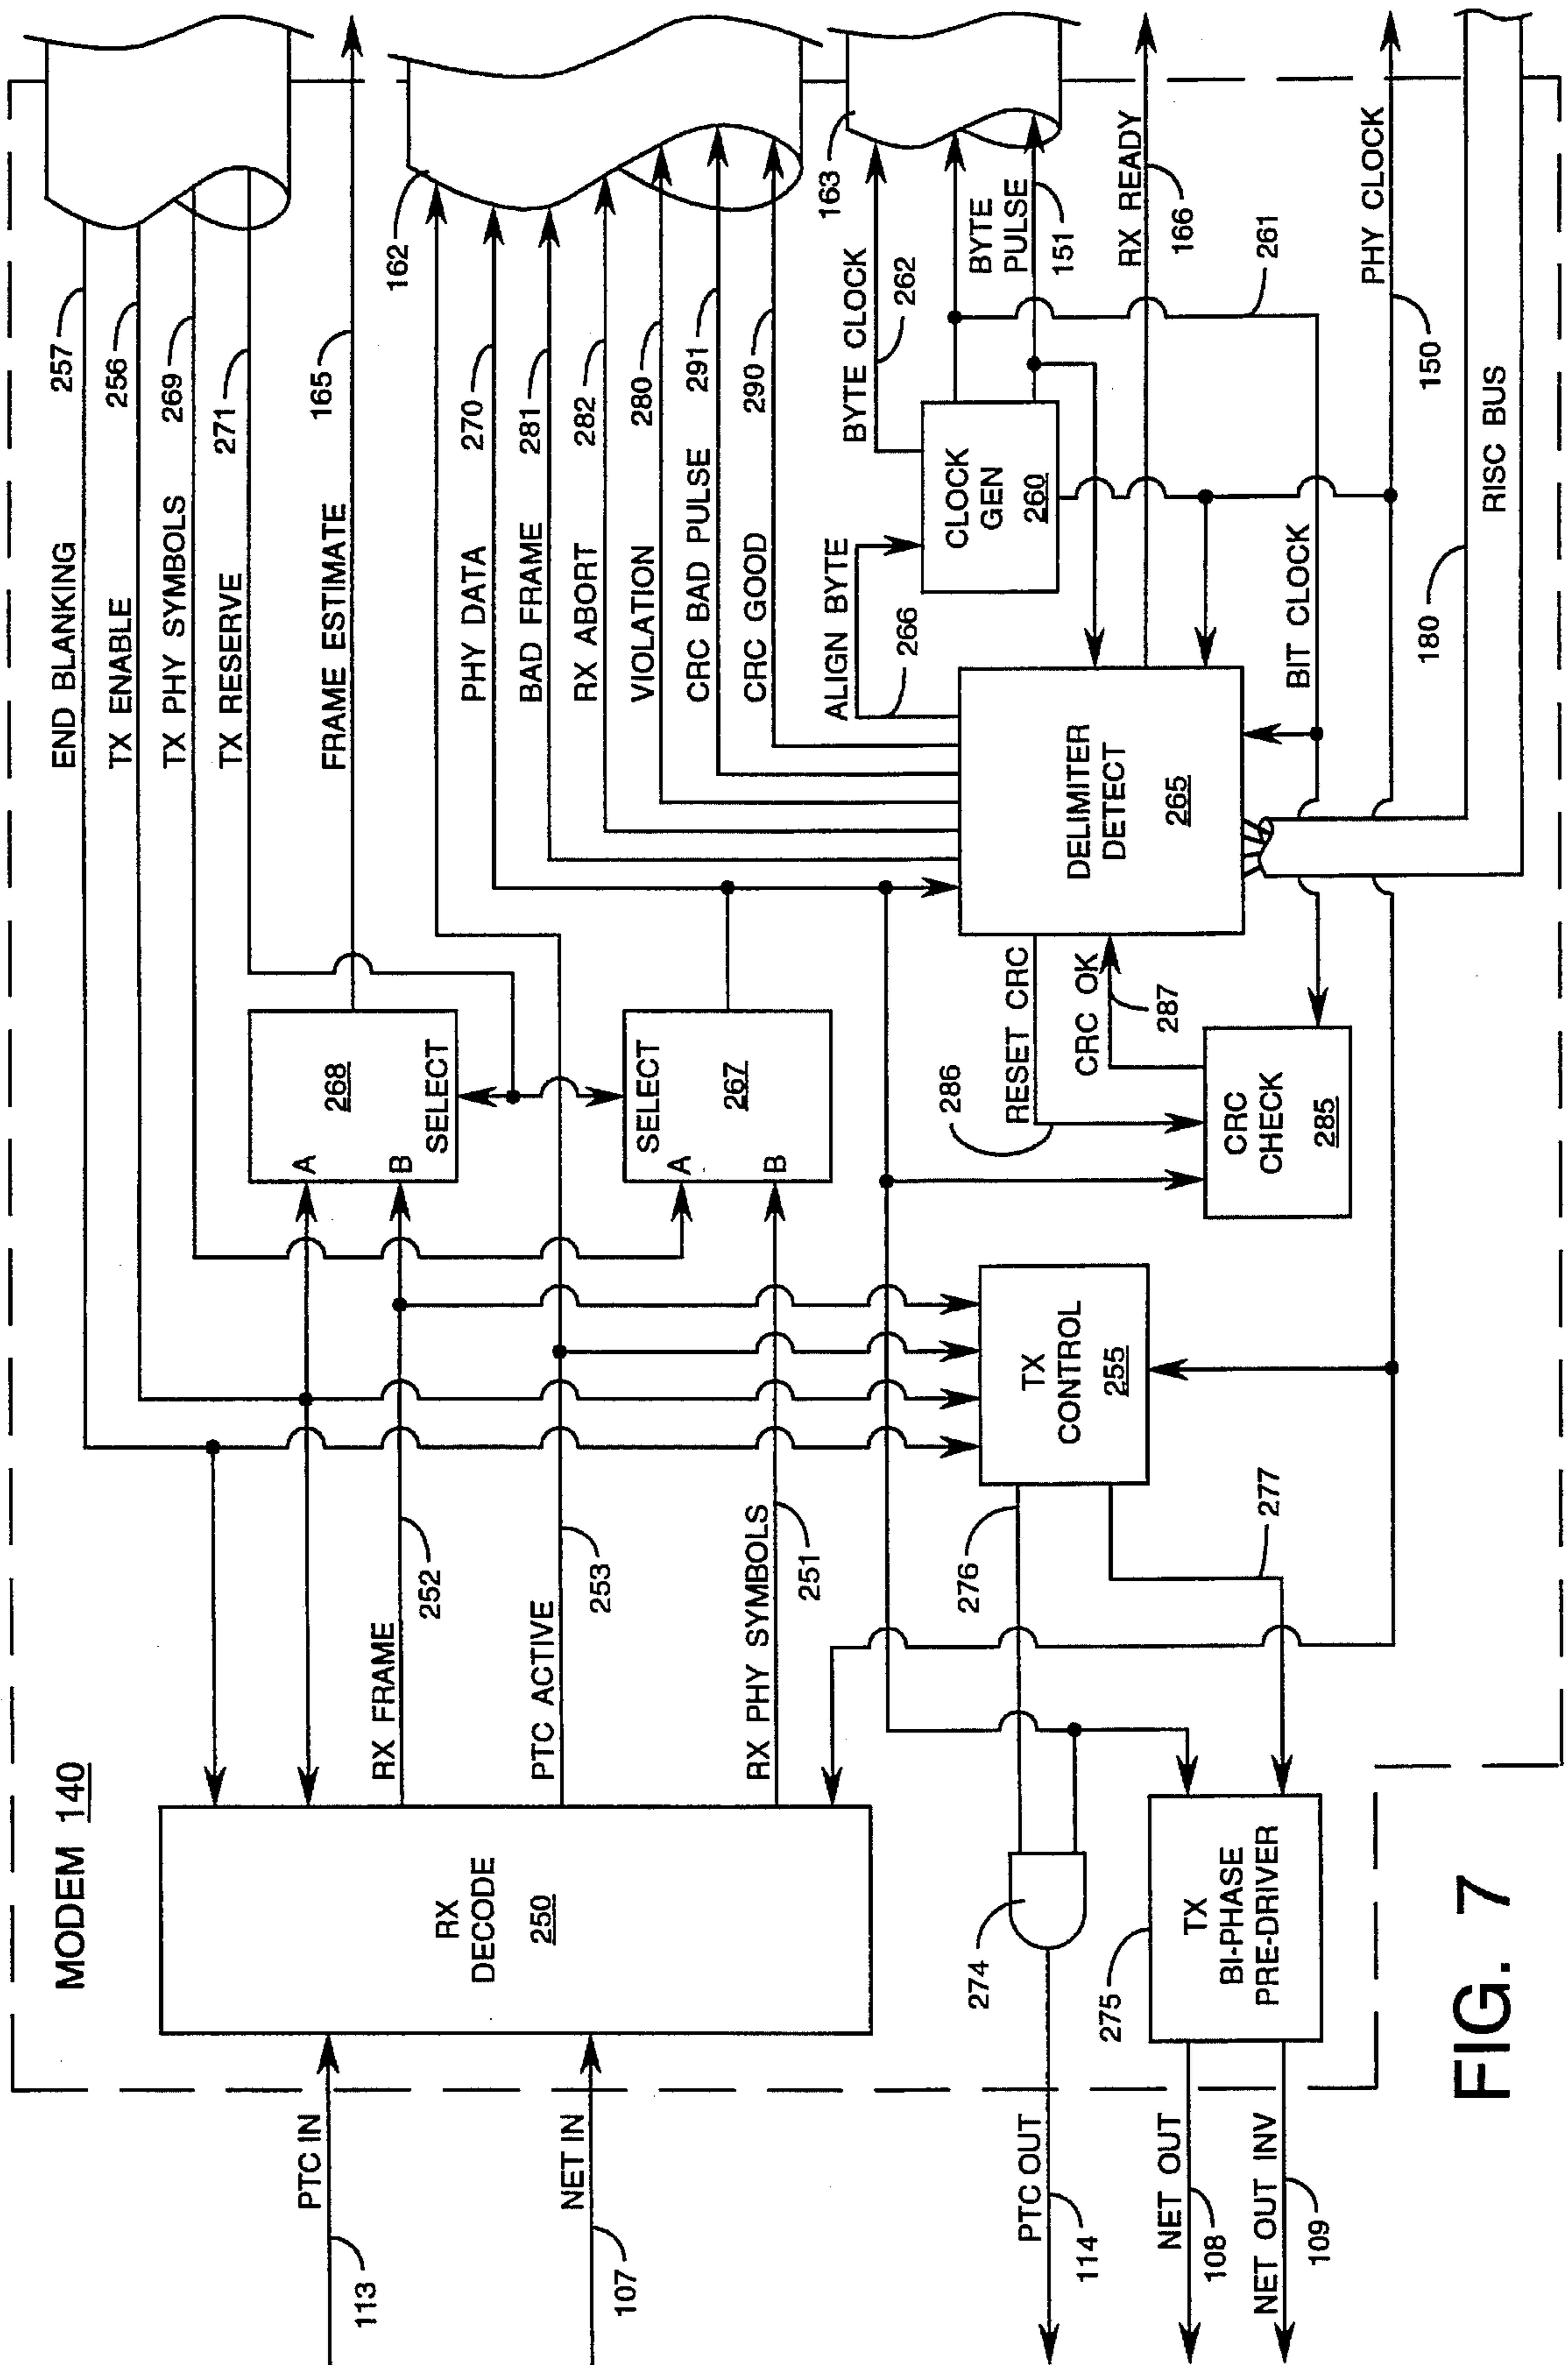 MODEM 140
PTC IN
113
NET IN
107
PTC OUT
114
NET OUT
108
NET OUT INV
109
RX
DECODE
250
RX FRAME
252
PTC ACTIVE
253
RX PHY SYMBOLS
251
274
275
TX
BI-PHASE
PRE-DRIVER
276
277
TX
CONTROL
255
END BLANKING
257
TX ENABLE
256
TX PHY SYMBOLS
269
TX RESERVE
271
FRAME ESTIMATE
165
A
B
268
SELECT
SELECT
A
B
267
162
PHY DATA
270
BAD FRAME
281
RX ABORT
282
VIOLATION
280
CRC BAD PULSE
291
CRC GOOD
290
286
RESET CRC
CRC OK
287
CRC
CHECK
285
DELIMITER
DETECT
265
ALIGN BYTE
266
CLOCK
GEN
260
BYTE CLOCK
262
163
BYTE
PULSE
151
RX READY
166
261
BIT CLOCK
PHY CLOCK
150
180
RISC BUS
FIG. 7